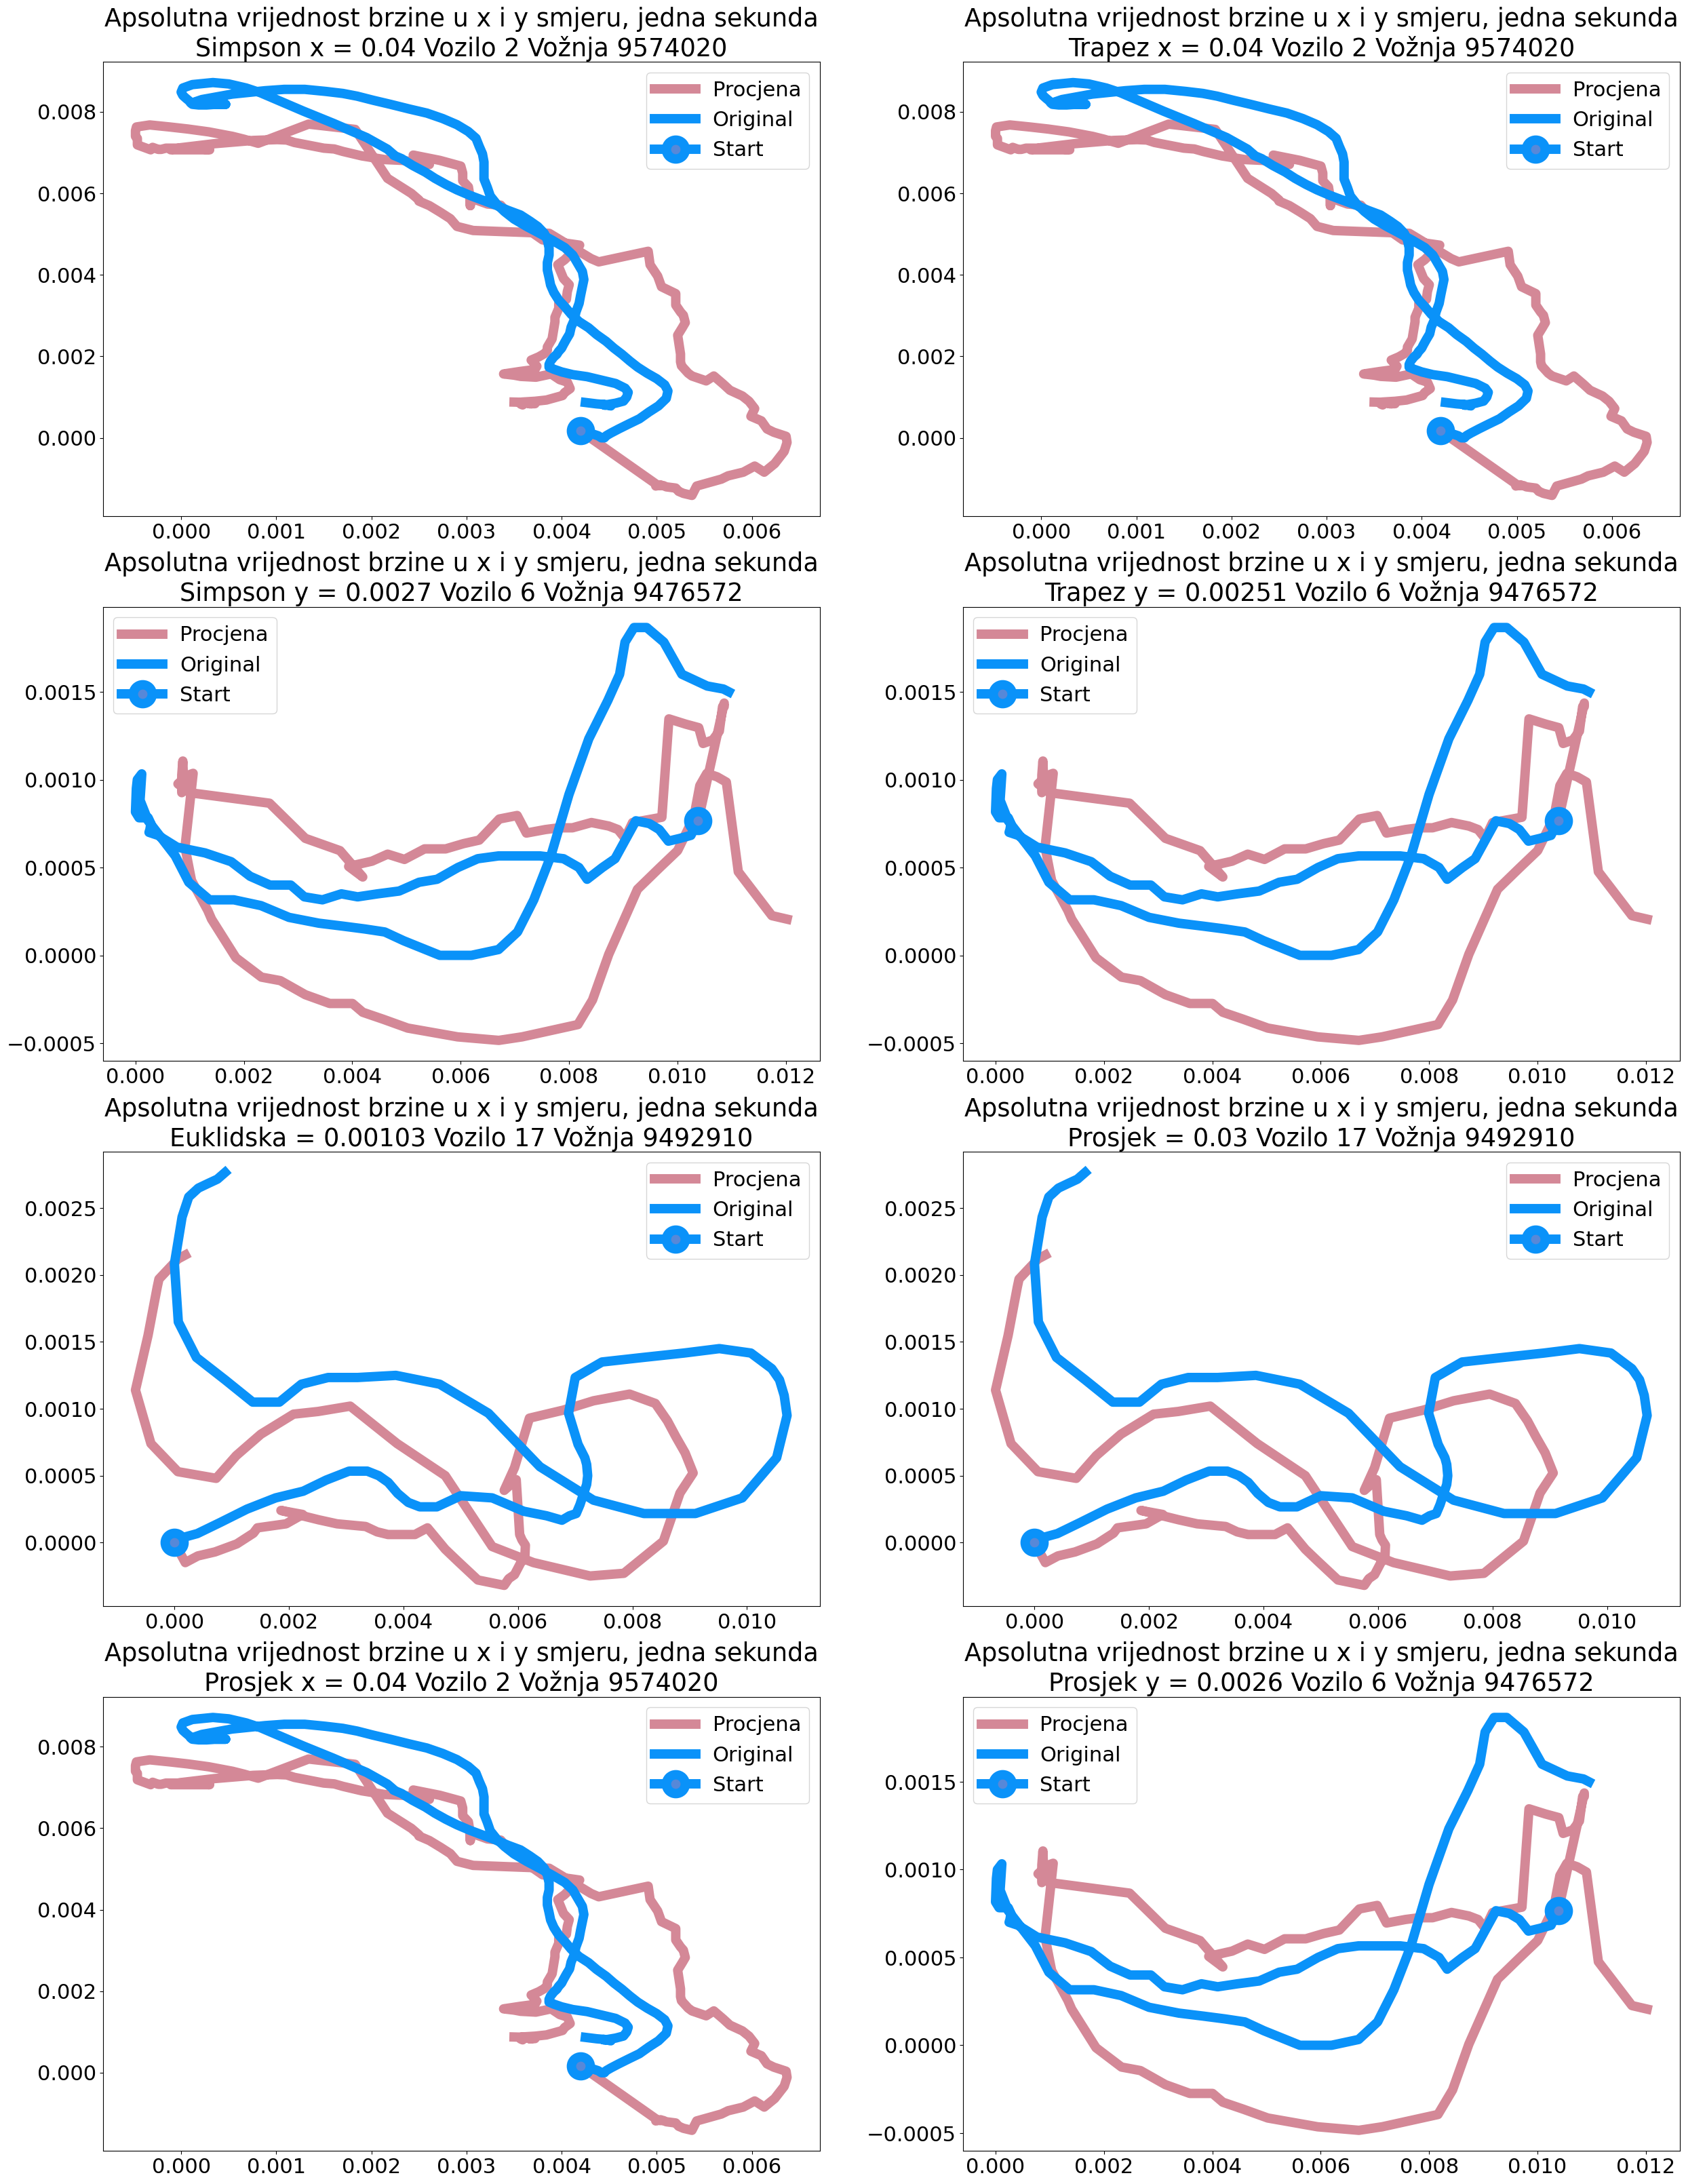 Apsolutna vrijednost brzine u x i y smjeru, jedna sekunda
Simpson x = 0.04 Vozilo 2 Vožnja 9574020
Procjena
Original
Start
0.008
0.006
0.004
0.002
0.000
0.000 0.001 0.002 0.003 0.004 0.005 0.006
Apsolutna vrijednost brzine u x i y smjeru, jedna sekunda
Trapez x = 0.04 Vozilo 2 Vožnja 9574020
Procjena
Original
Start
0.008
0.006
0.004
0.002
0.000
0.000 0.001 0.002 0.003 0.004 0.005 0.006
Apsolutna vrijednost brzine u x i y smjeru, jedna sekunda
Simpson y = 0.0027 Vozilo 6 Vožnja 9476572
Procjena
Original
Start
0.0015
0.0010
0.0005
0.0000
−0.0005
0.000 0.002 0.004 0.006 0.008 0.010 0.012
Apsolutna vrijednost brzine u x i y smjeru, jedna sekunda
Trapez y = 0.00251 Vozilo 6 Vožnja 9476572
Procjena
Original
Start
0.0015
0.0010
0.0005
0.0000
−0.0005
0.000 0.002 0.004 0.006 0.008 0.010 0.012
Apsolutna vrijednost brzine u x i y smjeru, jedna sekunda
Euklidska = 0.00103 Vozilo 17 Vožnja 9492910
Procjena
Original
Start
0.0025
0.0020
0.0015
0.0010
0.0005
0.0000
0.000 0.002 0.004 0.006 0.008 0.010
Apsolutna vrijednost brzine u x i y smjeru, jedna sekunda
Prosjek = 0.03 Vozilo 17 Vožnja 9492910
Procjena
Original
Start
0.0025
0.0020
0.0015
0.0010
0.0005
0.0000
0.000 0.002 0.004 0.006 0.008 0.010
Apsolutna vrijednost brzine u x i y smjeru, jedna sekunda
Prosjek x = 0.04 Vozilo 2 Vožnja 9574020
Procjena
Original
Start
0.008
0.006
0.004
0.002
0.000
0.000 0.001 0.002 0.003 0.004 0.005 0.006
Apsolutna vrijednost brzine u x i y smjeru, jedna sekunda
Prosjek y = 0.0026 Vozilo 6 Vožnja 9476572
Procjena
Original
Start
0.0015
0.0010
0.0005
0.0000
−0.0005
0.000 0.002 0.004 0.006 0.008 0.010 0.012